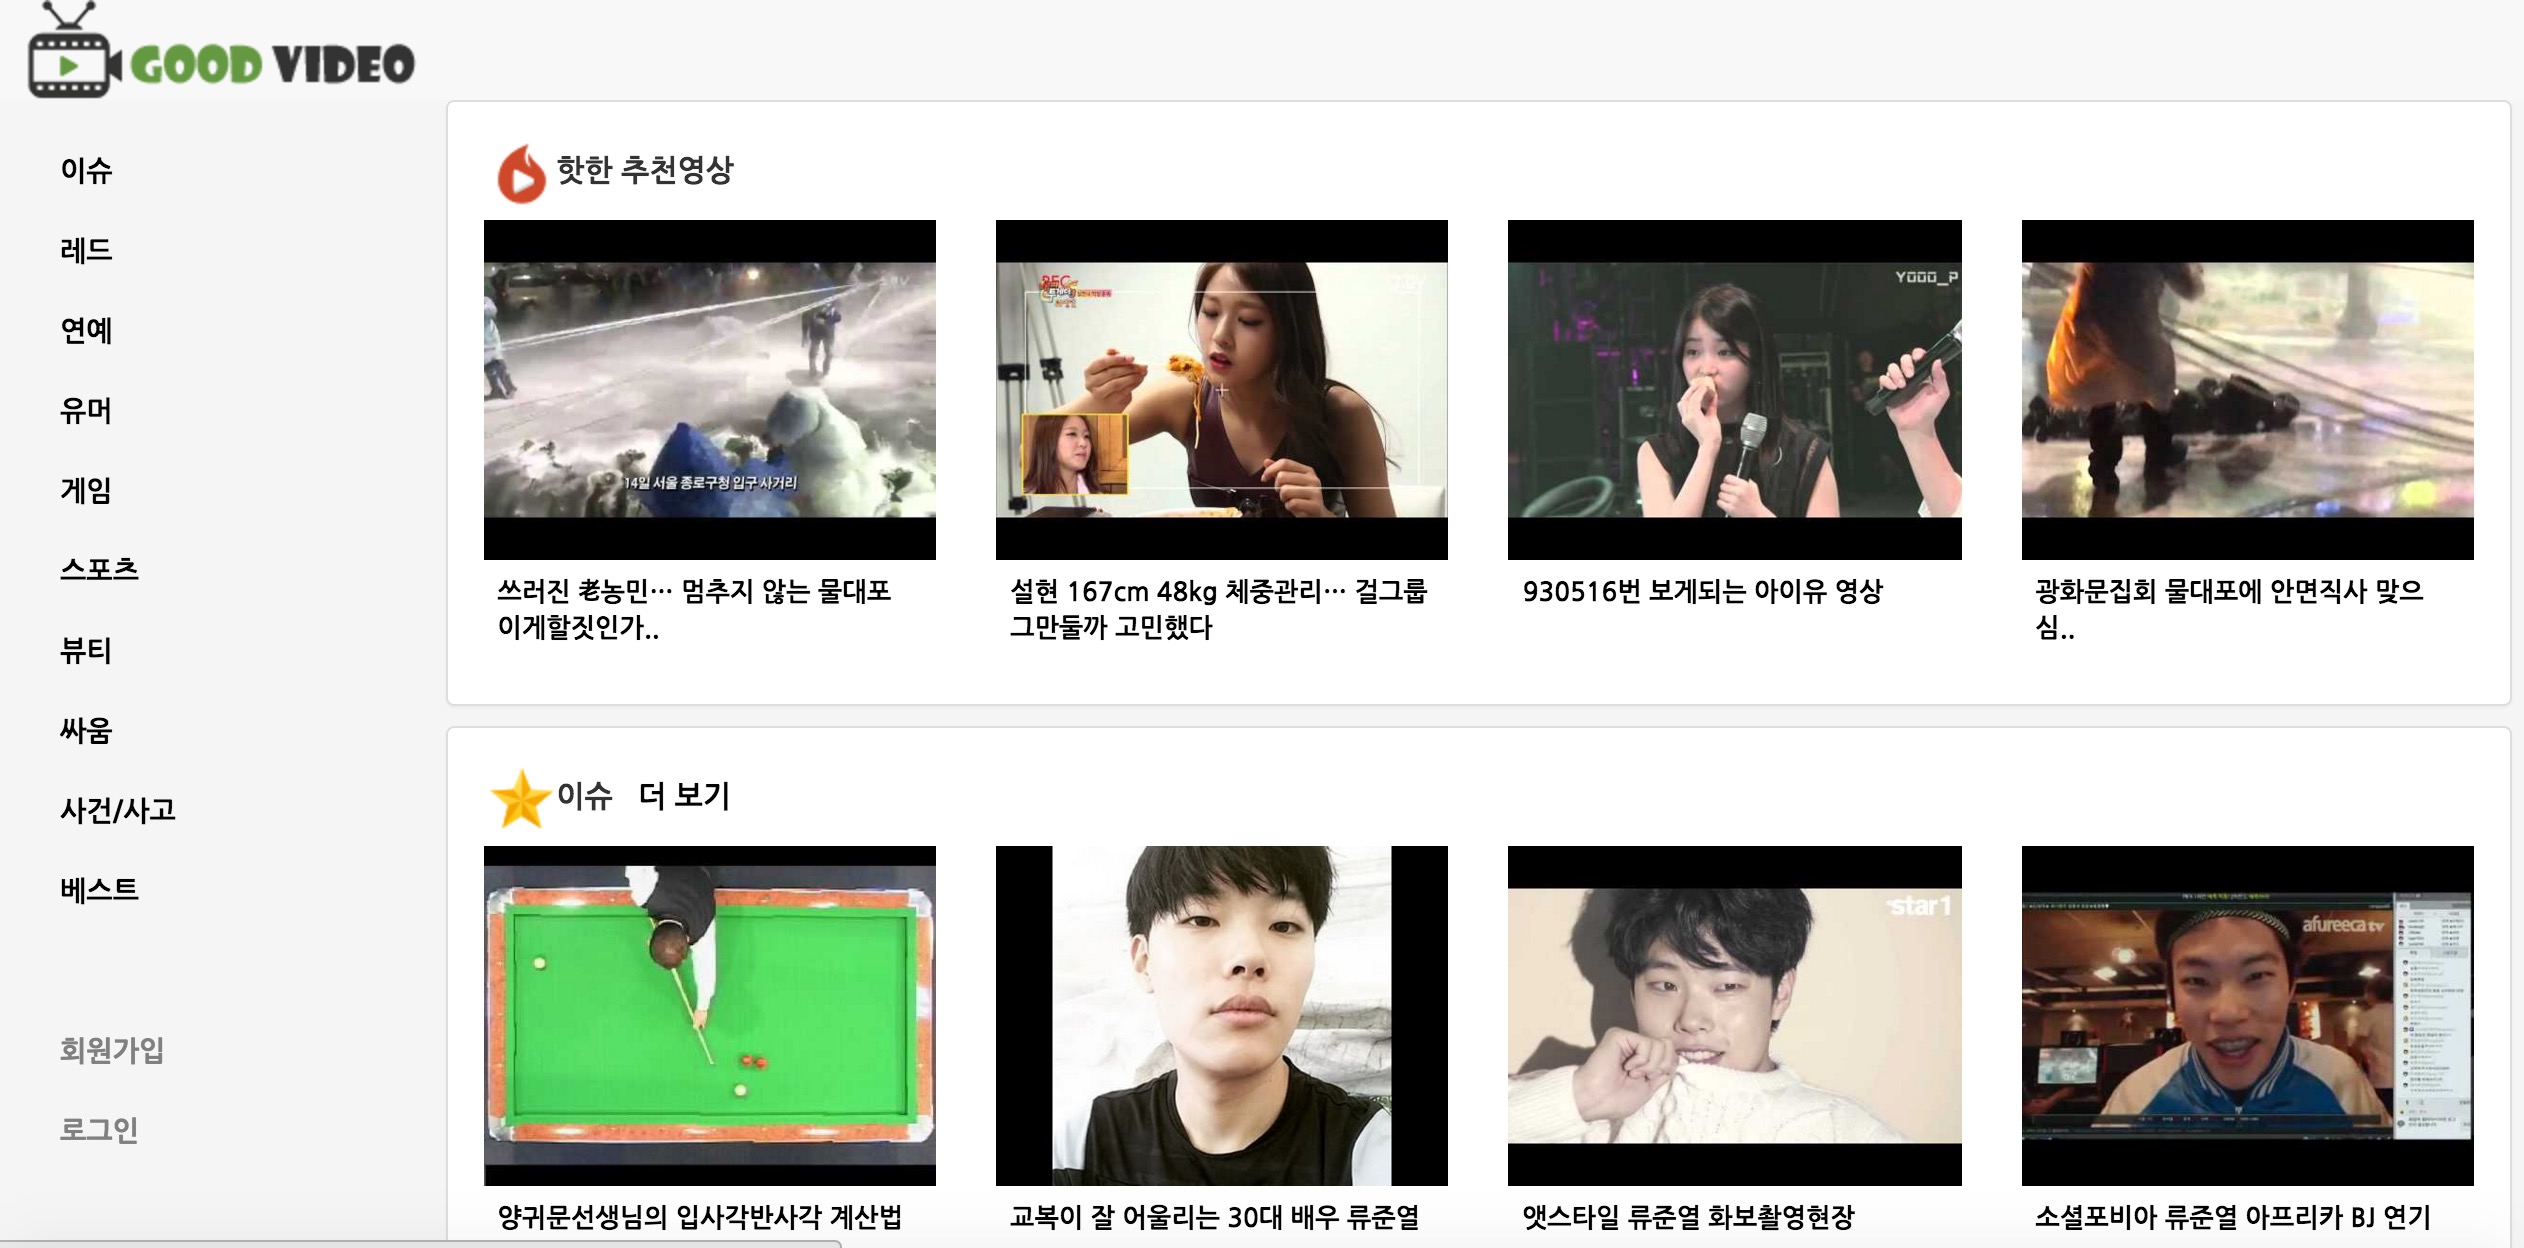 GOOD VIDEO
이슈
레드
연예
유머
게임
스포츠
뷰티
싸움
사건/사고
베스트
회원가입
로그인
핫한 추천영상
14일 서울 종로구청 입구 사거리
쓰러진 老농민… 멈추지 않는 물대포
이게할짓인가..
REC
설현 167cm 48kg 체중관리… 걸그룹
그만둘까 고민했다
YOOO_P
930516번 보게되는 아이유 영상
광화문집회 물대포에 안면직사 맞으
심..
이슈 더 보기
양귀문선생님의 입사각반사각 계산법
교복이 잘 어울리는 30대 배우 류준열
star1
앳스타일 류준열 화보촬영현장
afureeca tv
소셜포비아 류준열 아프리카 BJ 연기